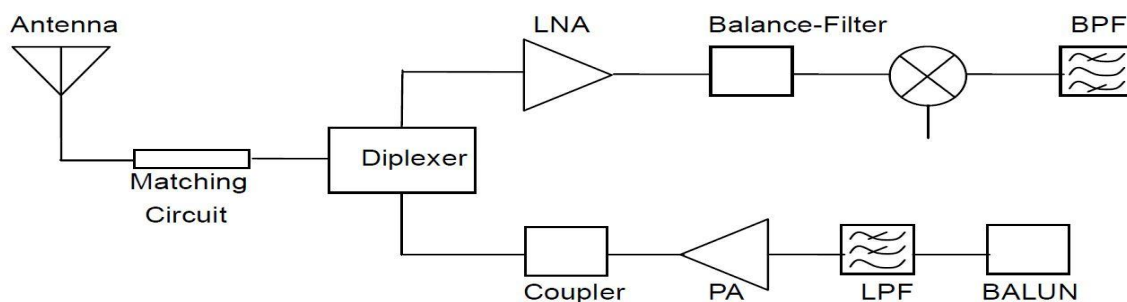 Antenna
LNA
Balance-Filter
BPF
Diplexer
Matching
Circuit
Coupler
PA
LPF
BALUN